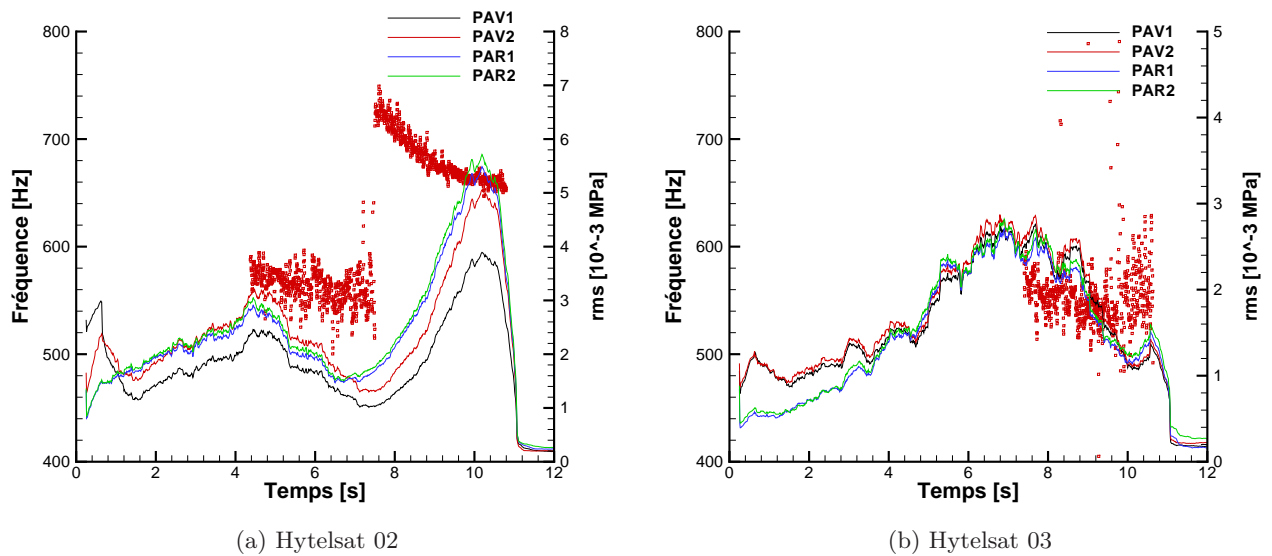 PAV1
PAV2
PAR1
PAR2
800
700
600
500
400
Fréquence [Hz]
8
7
6
5
4
3
2
1
0
rms [10^-3 MPa]
0 2 4 6 8 10 12
Temps [s]
(a) Hytelsat 02
PAV1
PAV2
PAR1
PAR2
800
700
600
500
400
Fréquence [Hz]
5
4
3
2
1
0
rms [10^-3 MPa]
0 2 4 6 8 10 12
Temps [s]
(b) Hytelsat 03